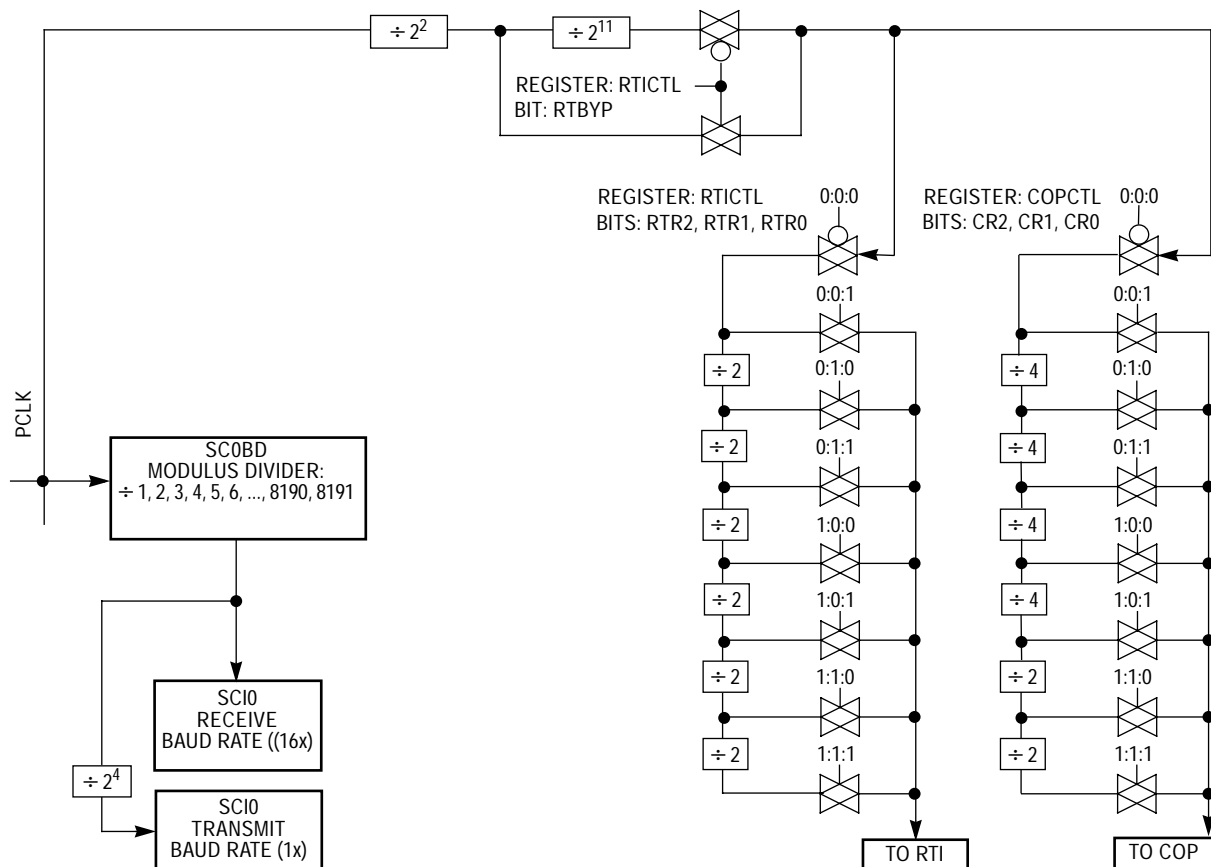 ÷ 2²
÷ 2¹¹
REGISTER: RTICTL
BIT: RTBYP
REGISTER: RTICTL
BITS: RTR2, RTR1, RTR0
0:0:0
REGISTER: COPCTL
BITS: CR2, CR1, CR0
0:0:0
0:0:1
0:0:1
÷ 2
0:1:0
÷ 4
0:1:0
PCLK
SC0BD
MODULUS DIVIDER:
÷ 1, 2, 3, 4, 5, 6, ..., 8190, 8191
÷ 2
0:1:1
÷ 4
0:1:1
÷ 2
1:0:0
÷ 4
1:0:0
÷ 2
1:0:1
÷ 4
1:0:1
÷ 2
1:1:0
÷ 2
1:1:0
÷ 2
1:1:1
÷ 2
1:1:1
SCI0
RECEIVE
BAUD RATE ((16x)
÷ 2⁴
SCI0
TRANSMIT
BAUD RATE (1x)
TO RTI
TO COP